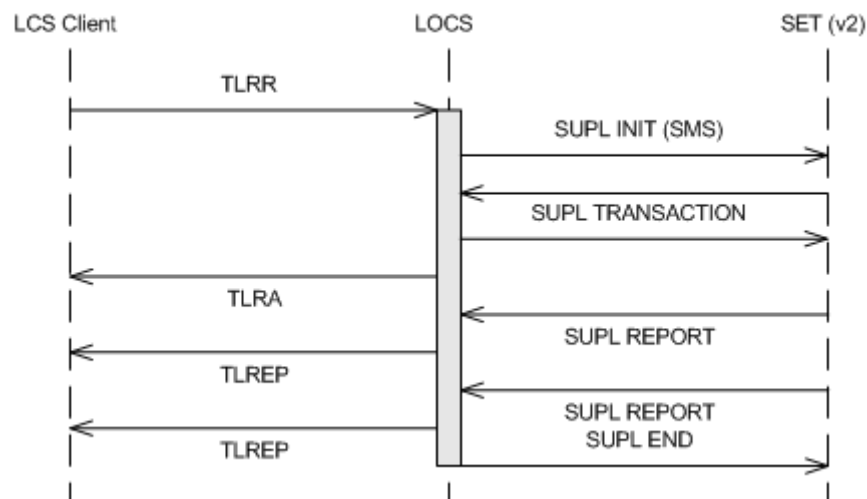 LCS Client
LOCS
SET (v2)
TLRR
SUPL INIT (SMS)
SUPL TRANSACTION
TLRA
SUPL REPORT
TLREP
SUPL REPORT
SUPL END
TLREP